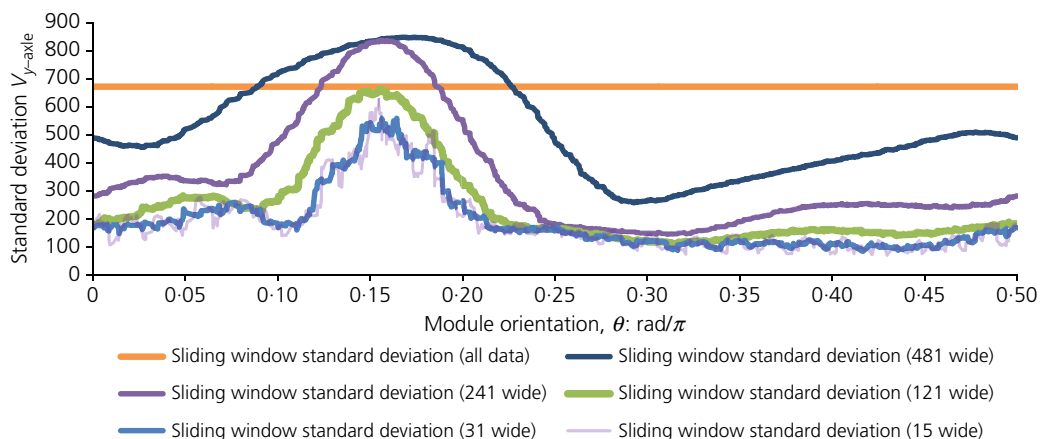 900
800
700
600
500
400
300
200
100
0
Standard deviation Vy–axle
0 0·05 0·10 0·15 0·20 0·25 0·30 0·35 0·40 0·45 0·50
Module orientation, θ: rad/π
Sliding window standard deviation (all data) Sliding window standard deviation (481 wide)
Sliding window standard deviation (241 wide) Sliding window standard deviation (121 wide)
Sliding window standard deviation (31 wide) Sliding window standard deviation (15 wide)